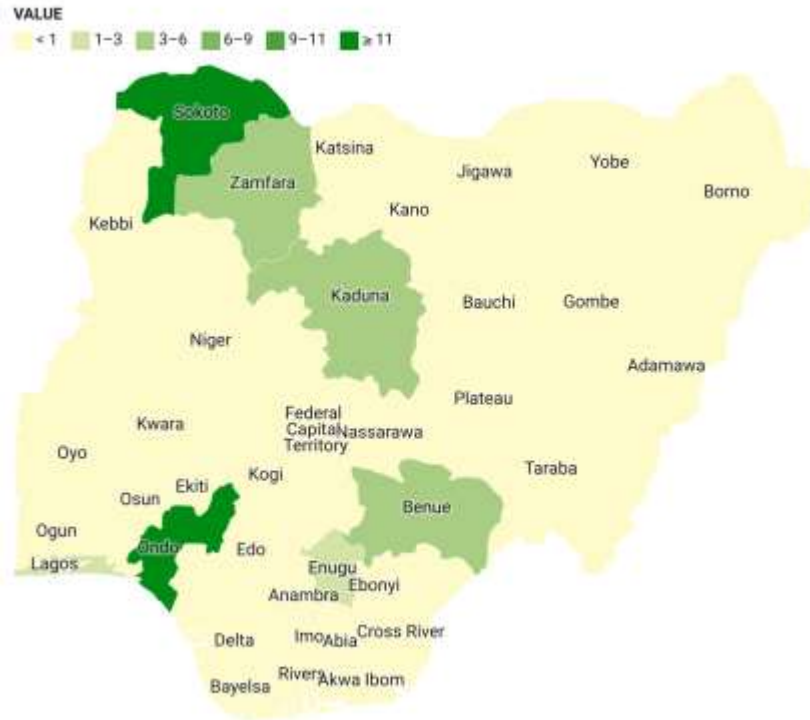 VALUE
< 1 1–3 3–6 6–9 9–11 ≥ 11
Sokoto
Katsina
Zamfara
Jigawa
Yobe
Borno
Kebbi
Kano
Kaduna
Bauchi
Gombe
Niger
Adamawa
Plateau
Federal
Capital
Territory
Nassarawa
Kwara
Oyo
Kogi
Taraba
Ekiti
Osun
Benue
Ogun
Ondo
Edo
Lagos
Enugu
Ebonyi
Anambra
Delta
Imo
Abia
Cross River
Rivers
Akwa Ibom
Bayelsa